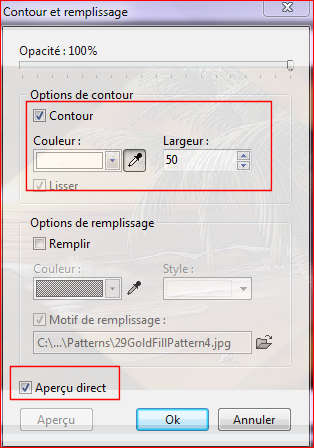 Contour et remplissage
Opacité : 100%
Options de contour
Contour
Couleur :
Largeur :
50
Lisser
Options de remplissage
Remplir
Couleur :
Style :
Motif de remplissage :
C:\...\Patterns\29GoldFillPattern4.jpg
Aperçu direct
Aperçu
Ok
Annuler